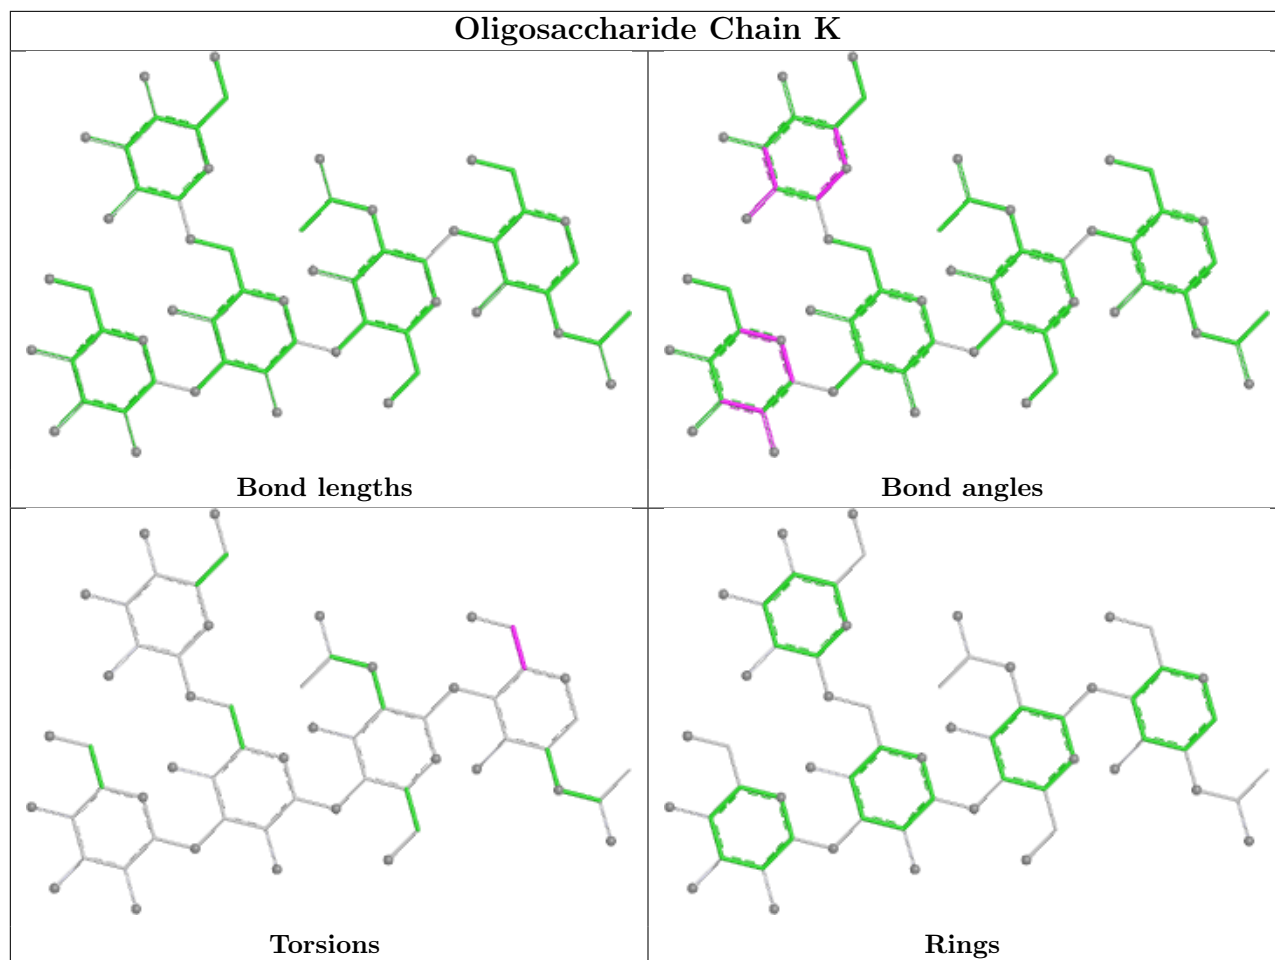 Oligosaccharide Chain K
Bond lengths
Bond angles
Torsions
Rings